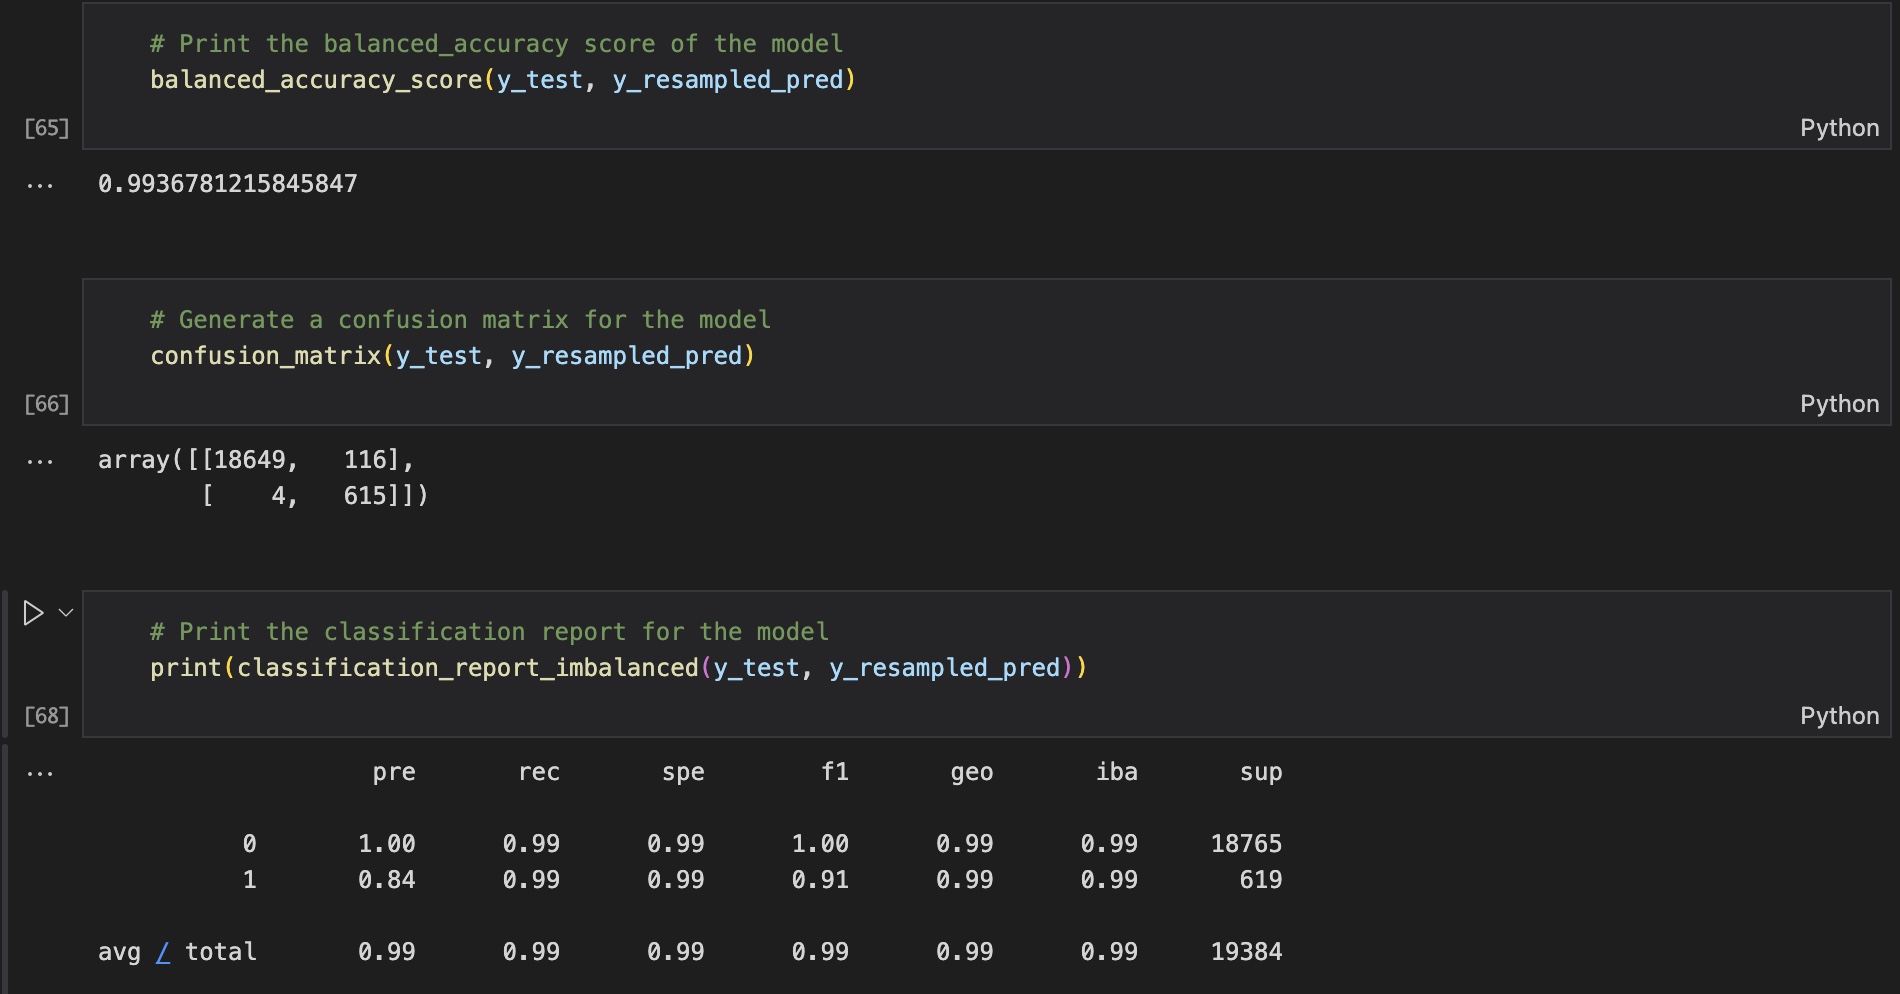 # Print the balanced_accuracy score of the model
balanced_accuracy_score(y_test, y_resampled_pred)
[65]
Python
... 0.9936781215845847
# Generate a confusion matrix for the model
confusion_matrix(y_test, y_resampled_pred)
[66]
Python
... array([[18649,   116],
       [    4,   615]])
# Print the classification report for the model
print(classification_report_imbalanced(y_test, y_resampled_pred))
[68]
Python
... pre       rec       spe        f1       geo       iba       sup
0       1.00      0.99      0.99      1.00      0.99      0.99     18765
1       0.84      0.99      0.99      0.91      0.99      0.99       619
avg / total       0.99      0.99      0.99      0.99      0.99      0.99     19384